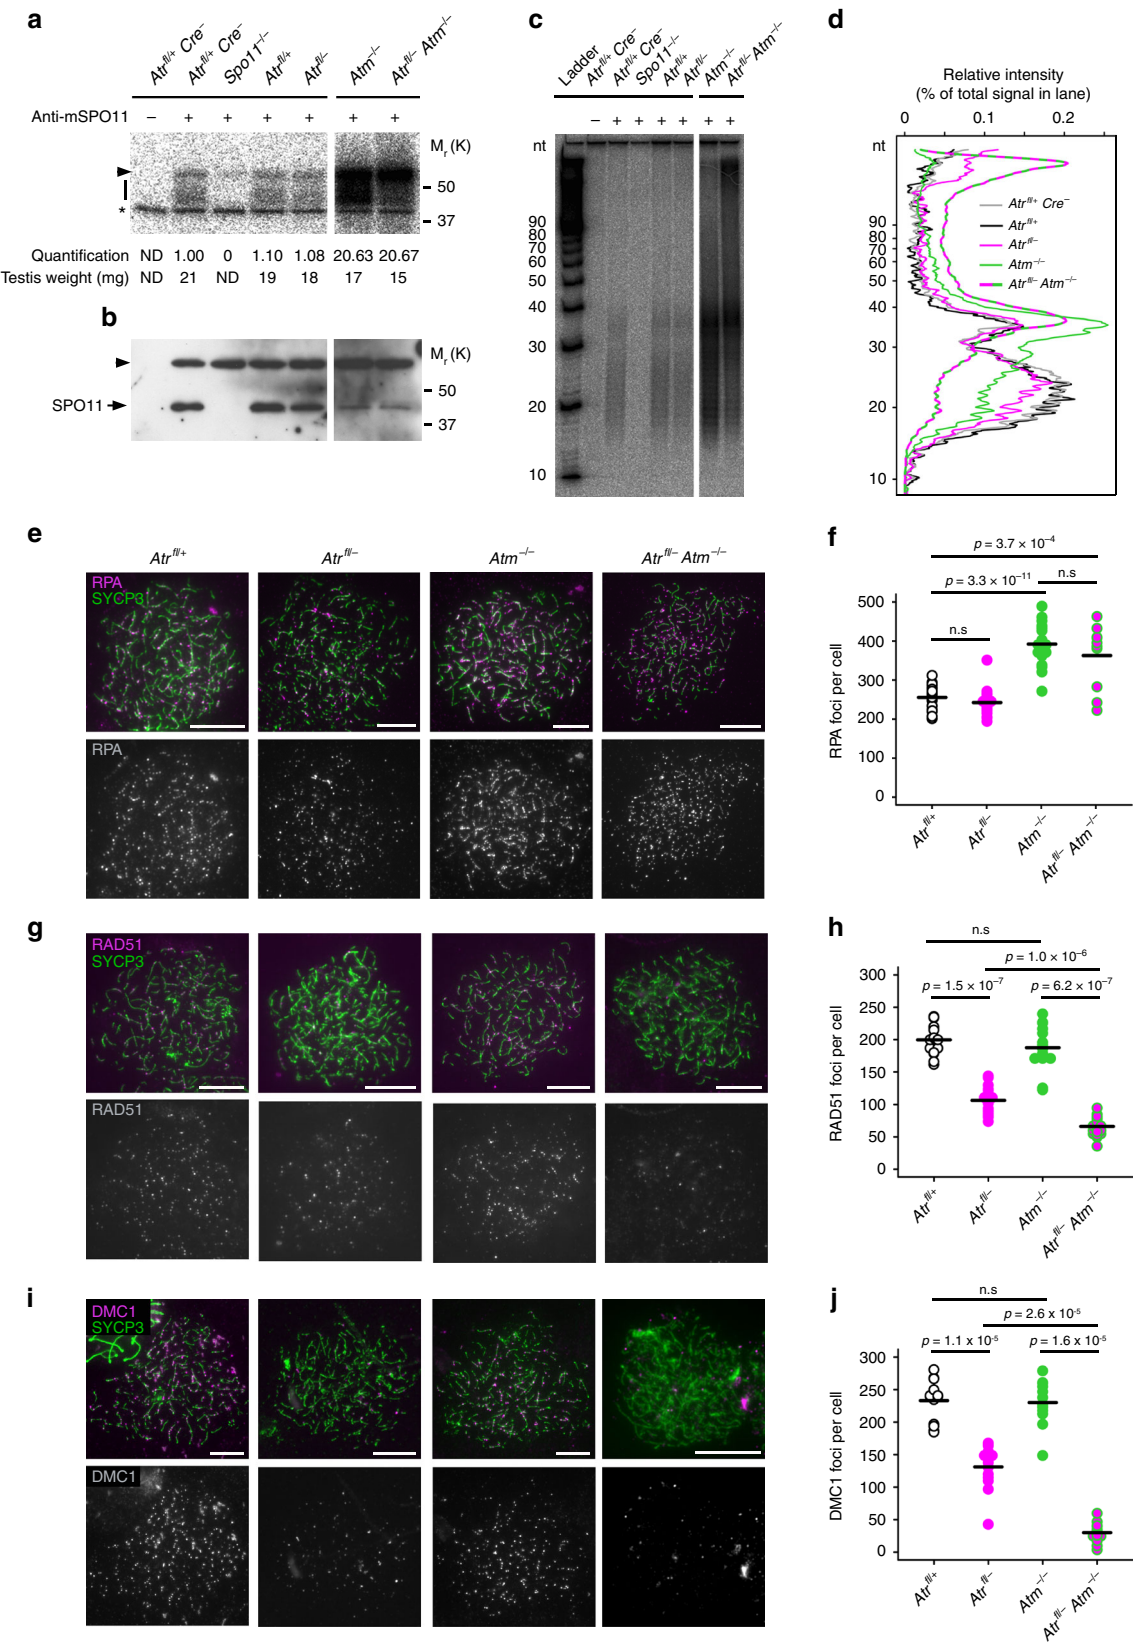 a
Atr fl/+ Cre – Atr fl/+ Cre – Spo11 –/– Atr fl/+ Atr fl/– Atm –/– Atr fl/– Atm –/–
Anti-mSPO11 – + + + + + +
Mr (K)
50
*
37
Quantification ND 1.00 0 1.10 1.08 20.63 20.67
Testis weight (mg) ND 21 ND 19 18 17 15
b
Mr (K)
50
SPO11
37
c
Ladder Atr fl/+ Cre – Atr fl/+ Cre – Spo11 –/– Atr fl/+ Atr fl/– Atm –/– Atr fl/– Atm –/–
– + + + + + +
nt
90
80
70
60
50
40
30
20
10
d
Relative intensity
(% of total signal in lane)
0 0.1 0.2
nt
90
80
70
60
50
40
30
20
10
Atr fl/+ Cre –
Atr fl/+
Atr fl/–
Atm –/–
Atr fl/– Atm –/–
e
Atr fl/+ Atr fl/– Atm –/– Atr fl/– Atm –/–
RPA
SYCP3
RPA
f
p = 3.7 × 10–4
p = 3.3 × 10–11 n.s
n.s
RPA foci per cell
500
400
300
200
100
0
Atr fl/+ Atr fl/– Atm –/– Atr fl/– Atm –/–
g
RAD51
SYCP3
RAD51
h
n.s
p = 1.0 × 10–6
p = 1.5 × 10–7 p = 6.2 × 10–7
RAD51 foci per cell
300
250
200
150
100
50
0
Atr fl/+ Atr fl/– Atm –/– Atr fl/– Atm –/–
i
DMC1
SYCP3
DMC1
j
n.s
p = 2.6 x 10-5
p = 1.1 x 10-5 p = 1.6 x 10-5
DMC1 foci per cell
300
250
200
150
100
50
0
Atr fl/+ Atr fl/– Atm –/– Atr fl/– Atm –/–